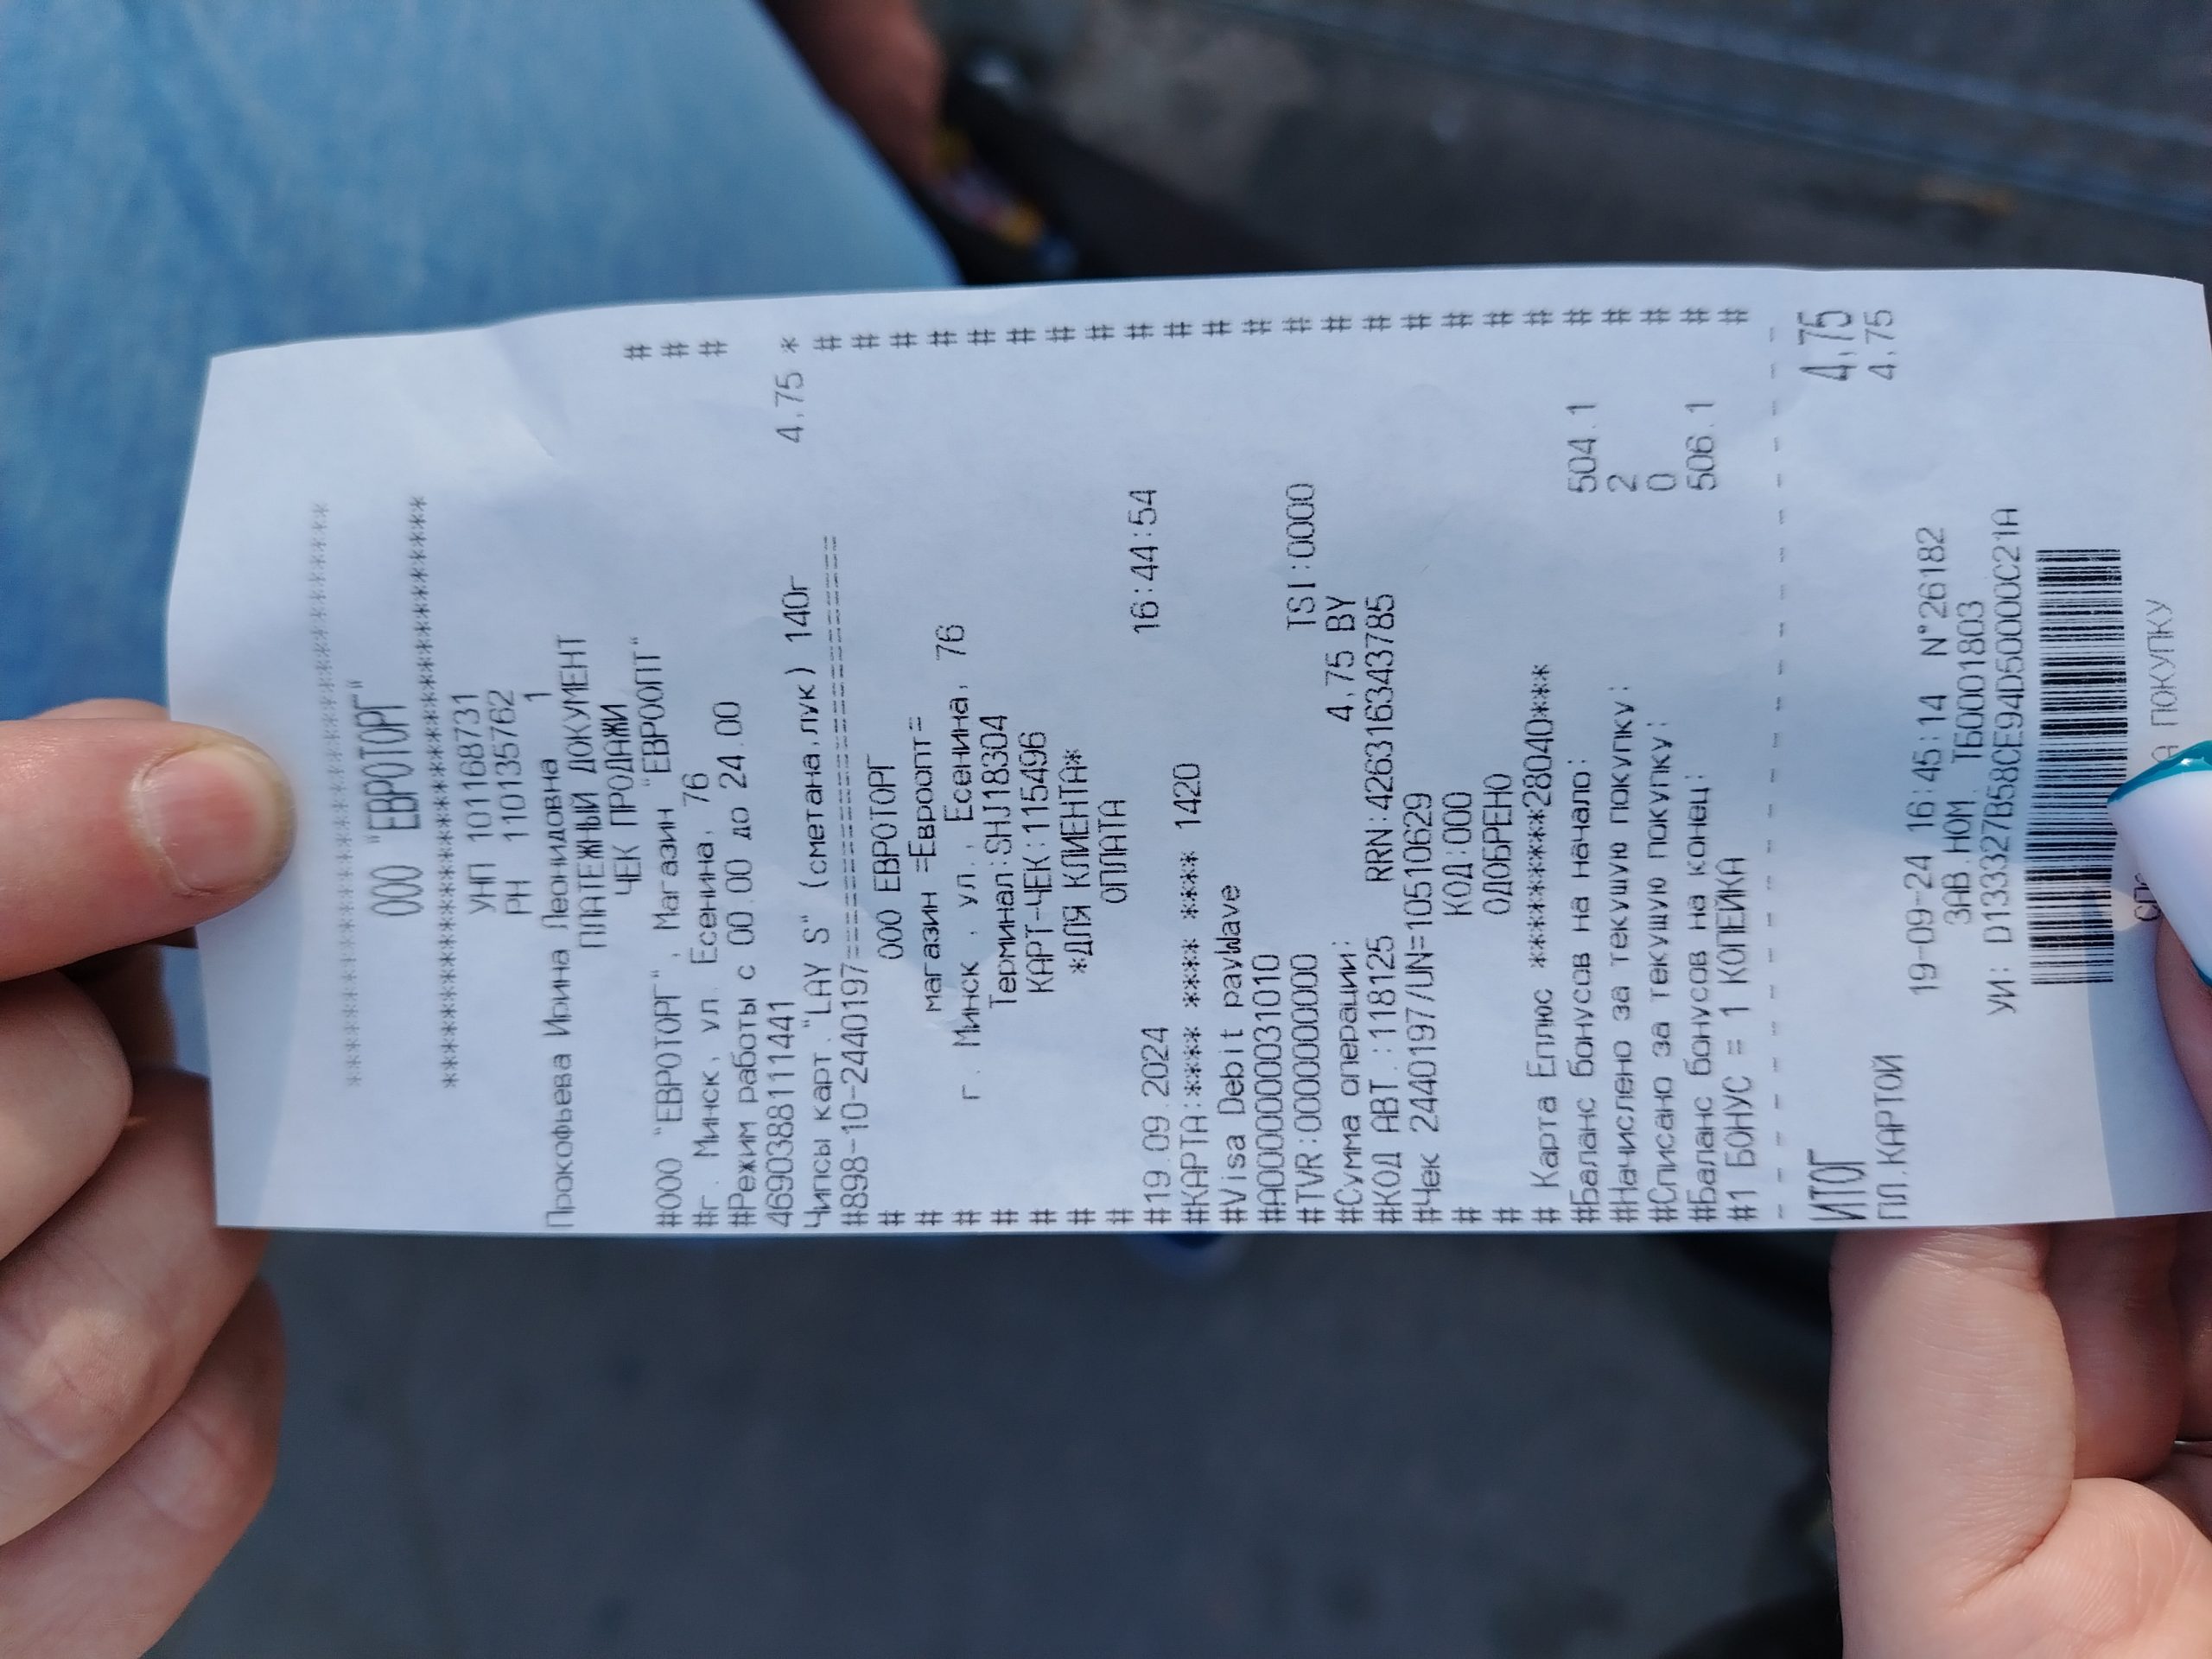 ********************************
ООО "ЕВРОТОРГ"
********************************
УНП 101168731
РН 110135762
Прокофьева Ирина Леонидовна 1
ПЛАТЕЖНЫЙ ДОКУМЕНТ
ЧЕК ПРОДАЖИ
#ООО "ЕВРОТОРГ", Магазин "ЕВРООПТ" #
#г. Минск, ул. Есенина, 76 #
#Режим работы с 00.00 до 24.00 #
4690388111441
Чипсы карт."LAY S" (сметана,лук) 140г 4,75 *
#898-10-2440197============================ #
# ООО ЕВРОТОРГ #
# магазин =Евроопт= #
# г. Минск , ул., Есенина, 76 #
# Терминал:SHJ18304 #
# КАРТ-ЧЕК:115496 #
# *ДЛЯ КЛИЕНТА* #
# ОПЛАТА #
#19.09.2024 16:44:54 #
#КАРТА:**** **** **** 1420 #
#Visa Debit payWave #
#A0000000031010 #
#TVR:0000000000 TSI:0000 #
#Сумма операции: 4,75 BY #
#КОД АВТ.:118125 RRN:426316343785 #
#Чек 2440197/UN=10510629 #
# КОД:000 #
# ОДОБРЕНО #
# Карта Еплюс **********28040*** #
#Баланс бонусов на начало: 504.1 #
#Начислено за текущую покупку: 2 #
#Списано за текущую покупку: 0 #
#Баланс бонусов на конец: 506.1 #
#1 БОНУС = 1 КОПЕЙКА #
ИТОГ 4,75
ПЛ.КАРТОЙ 4,75
19-09-24 16:45:14 N°26182
ЗАВ.НОМ. ТБ00001803
УИ: D133327B58CE94D50000C21A
ПОКУПКУ